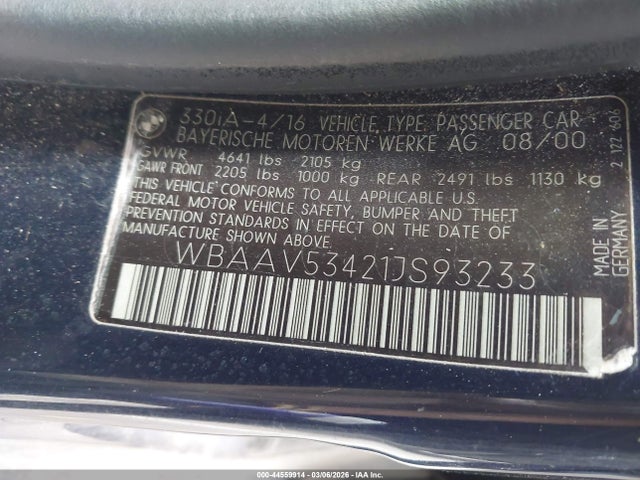 330iA-4/16 VEHICLE TYPE: PASSENGER CAR
BAYERISCHE MOTOREN WERKE AG 08/00
GVWR 4641 lbs 2105 kg
GAWR FRONT 2205 lbs 1000 kg - REAR 2491 lbs 1130 kg
THIS VEHICLE CONFORMS TO ALL APPLICABLE U.S.
FEDERAL MOTOR VEHICLE SAFETY, BUMPER AND THEFT
PREVENTION STANDARDS IN EFFECT ON THE DATE OF
MANUFACTURE SHOWN ABOVE.
WBAAV53421JS93233
2 122 606
000-44559914 | 03/06/2026 | IAA Inc. |